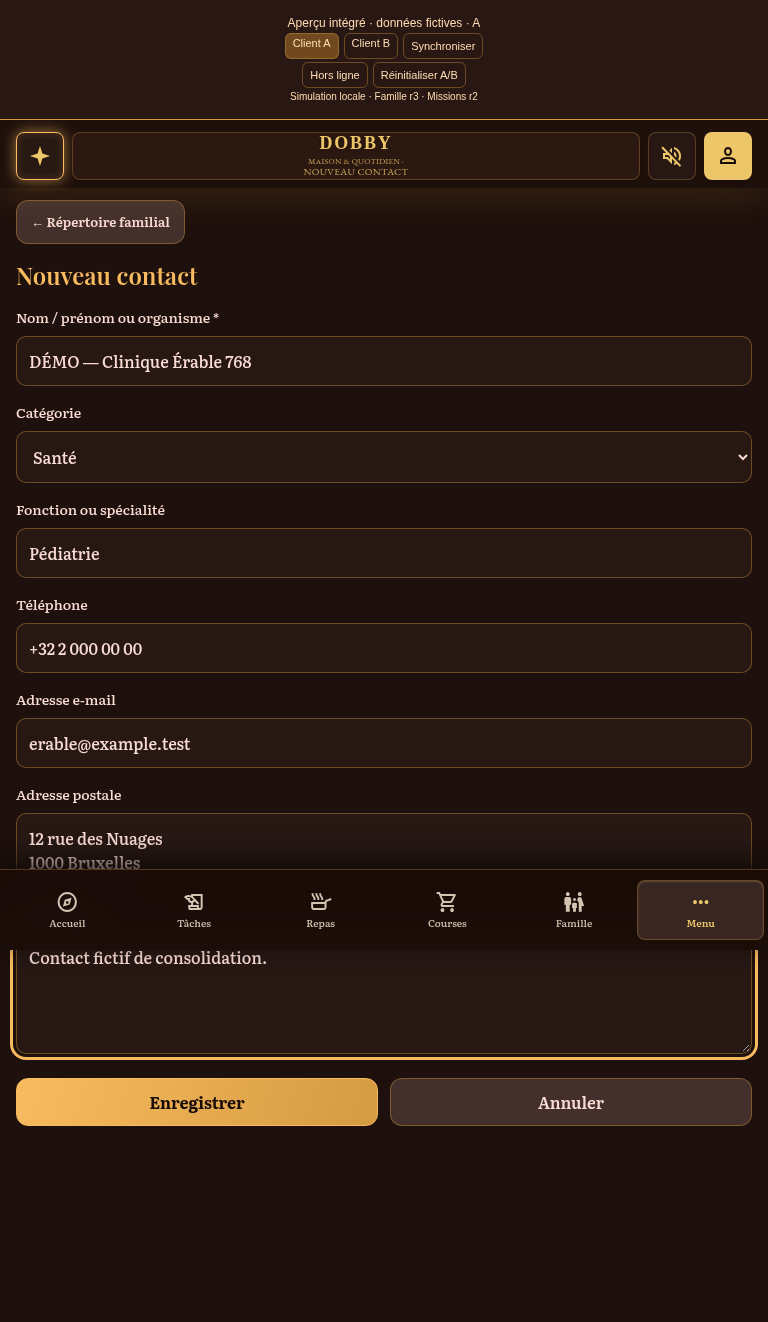 Aperçu intégré · données fictives · A
Client A
Client B
Synchroniser
Hors ligne
Réinitialiser A/B
Simulation locale · Famille r3 · Missions r2
DOBBY
MAISON & QUOTIDIEN ·
NOUVEAU CONTACT
← Répertoire familial
Nouveau contact
Nom / prénom ou organisme *
DÉMO — Clinique Érable 768
Catégorie
Santé
Fonction ou spécialité
Pédiatrie
Téléphone
+32 2 000 00 00
Adresse e-mail
erable@example.test
Adresse postale
12 rue des Nuages
1000 Bruxelles
Accueil
Tâches
Repas
Courses
Famille
Menu
Contact fictif de consolidation.
Enregistrer
Annuler